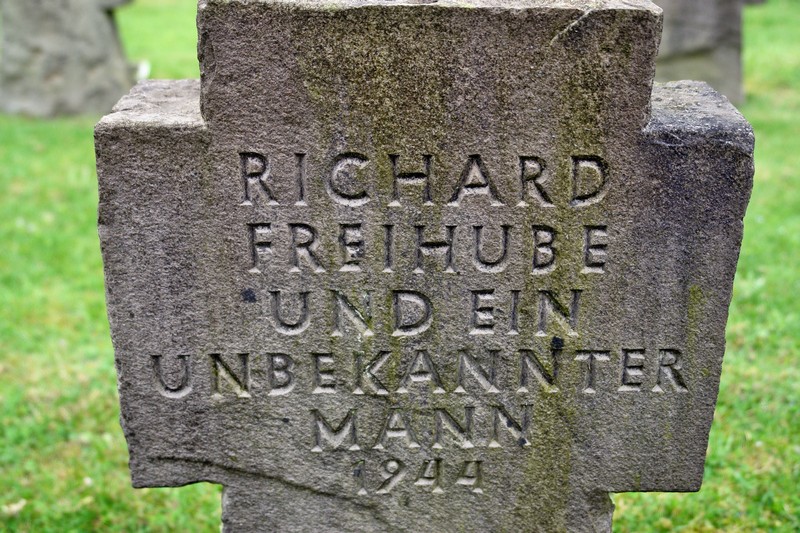 RICHARD
FREIHUBE
UND EIN
UNBEKANNTER
MANN
1944